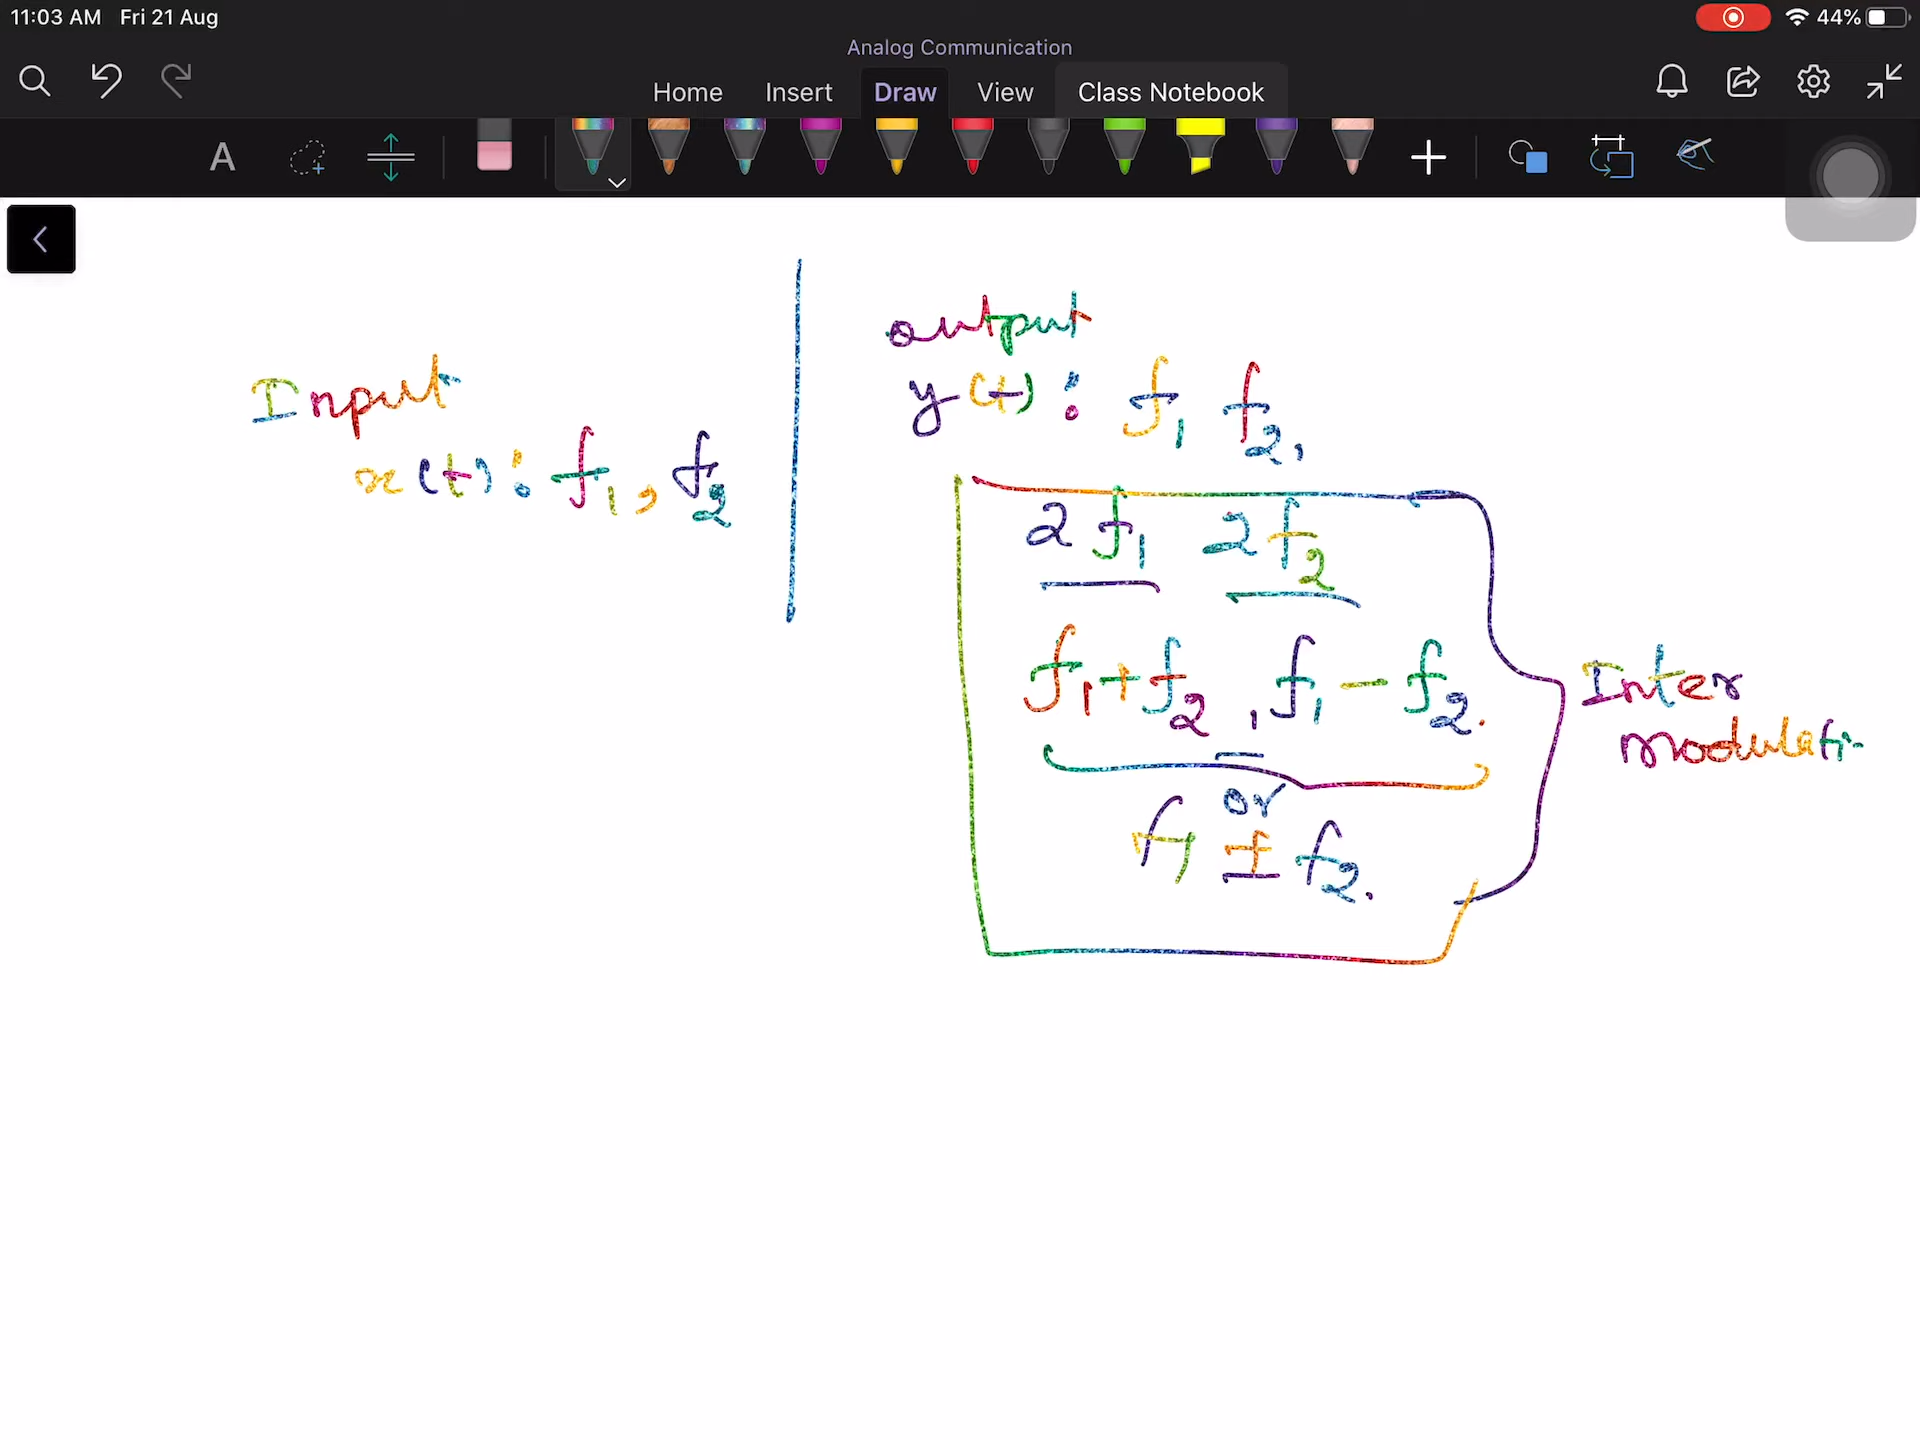 11:03 AM Fri 21 Aug
44%
Analog Communication
Home Insert Draw View Class Notebook
A
Input
x(t): f1, f2
output
y(t): f1 f2,
2f1 2f2
f1+f2, f1-f2.
or
f1 ± f2.
Inter
modulati-